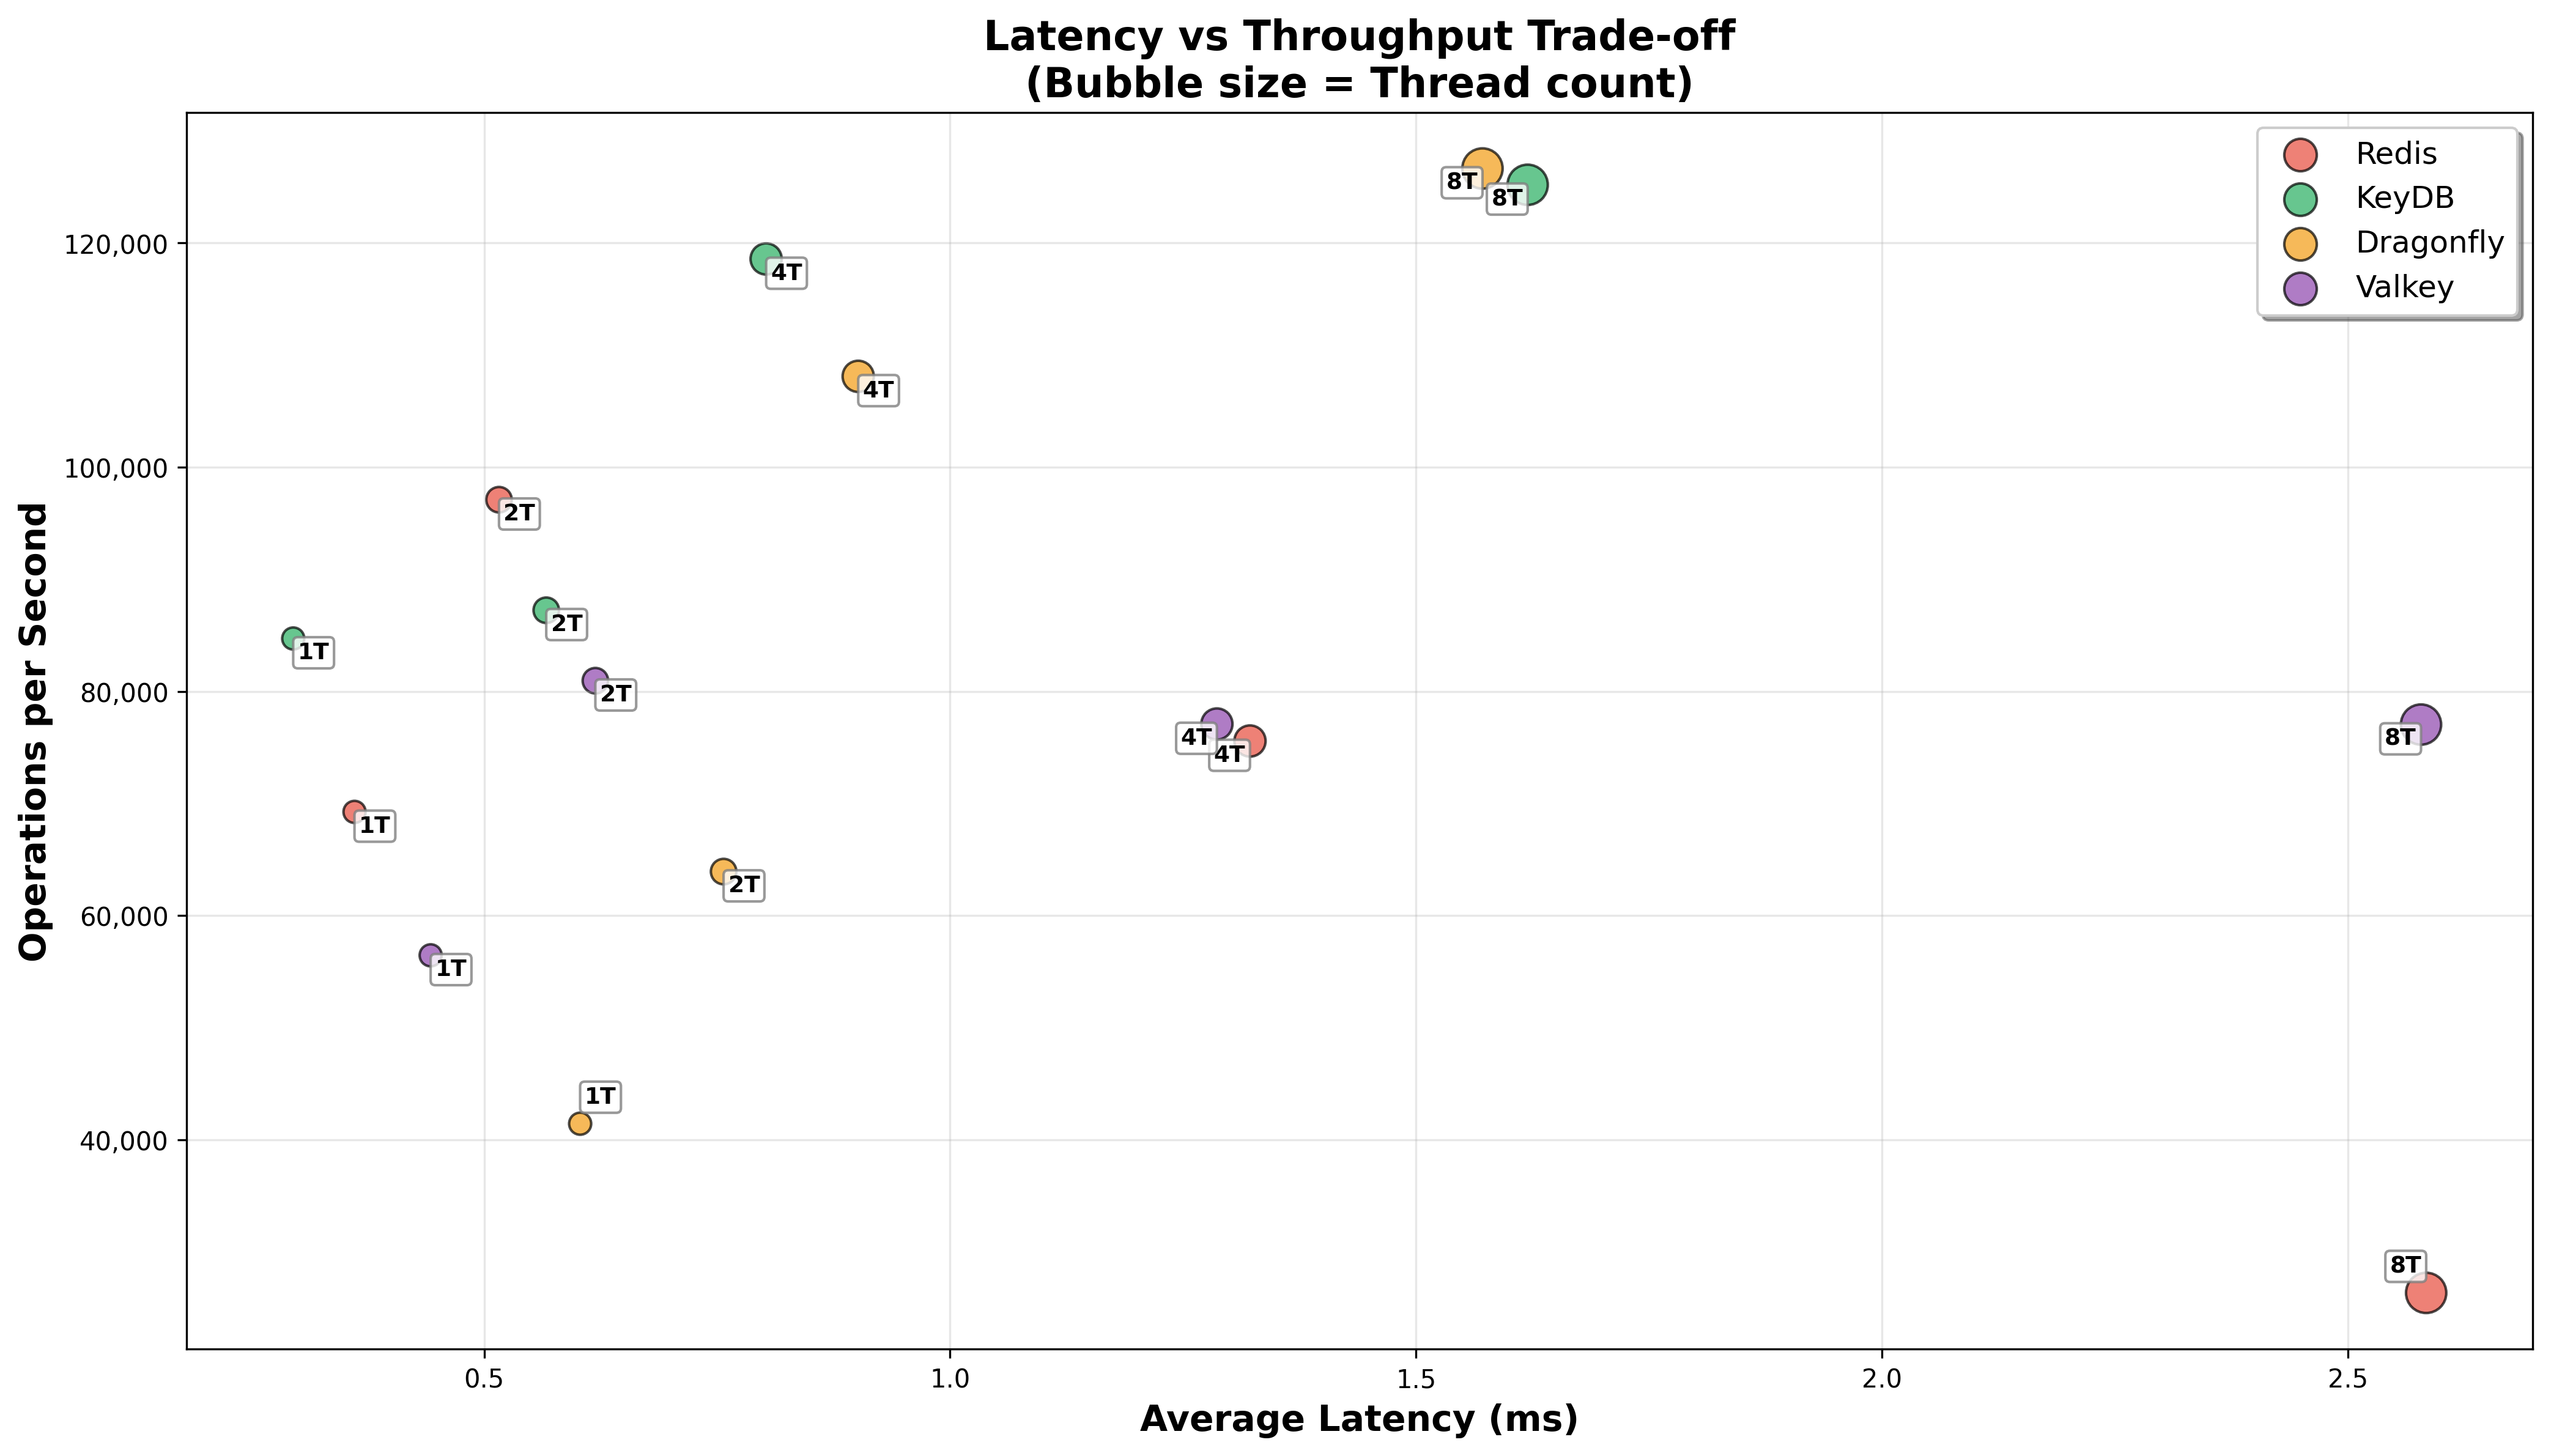 Latency vs Throughput Trade-off
(Bubble size = Thread count)
Redis
KeyDB
Dragonfly
Valkey
Operations per Second
120,000
100,000
80,000
60,000
40,000
8T
8T
4T
4T
2T
2T
1T
2T
4T
4T
8T
1T
2T
1T
1T
8T
0.5
1.0
1.5
2.0
2.5
Average Latency (ms)